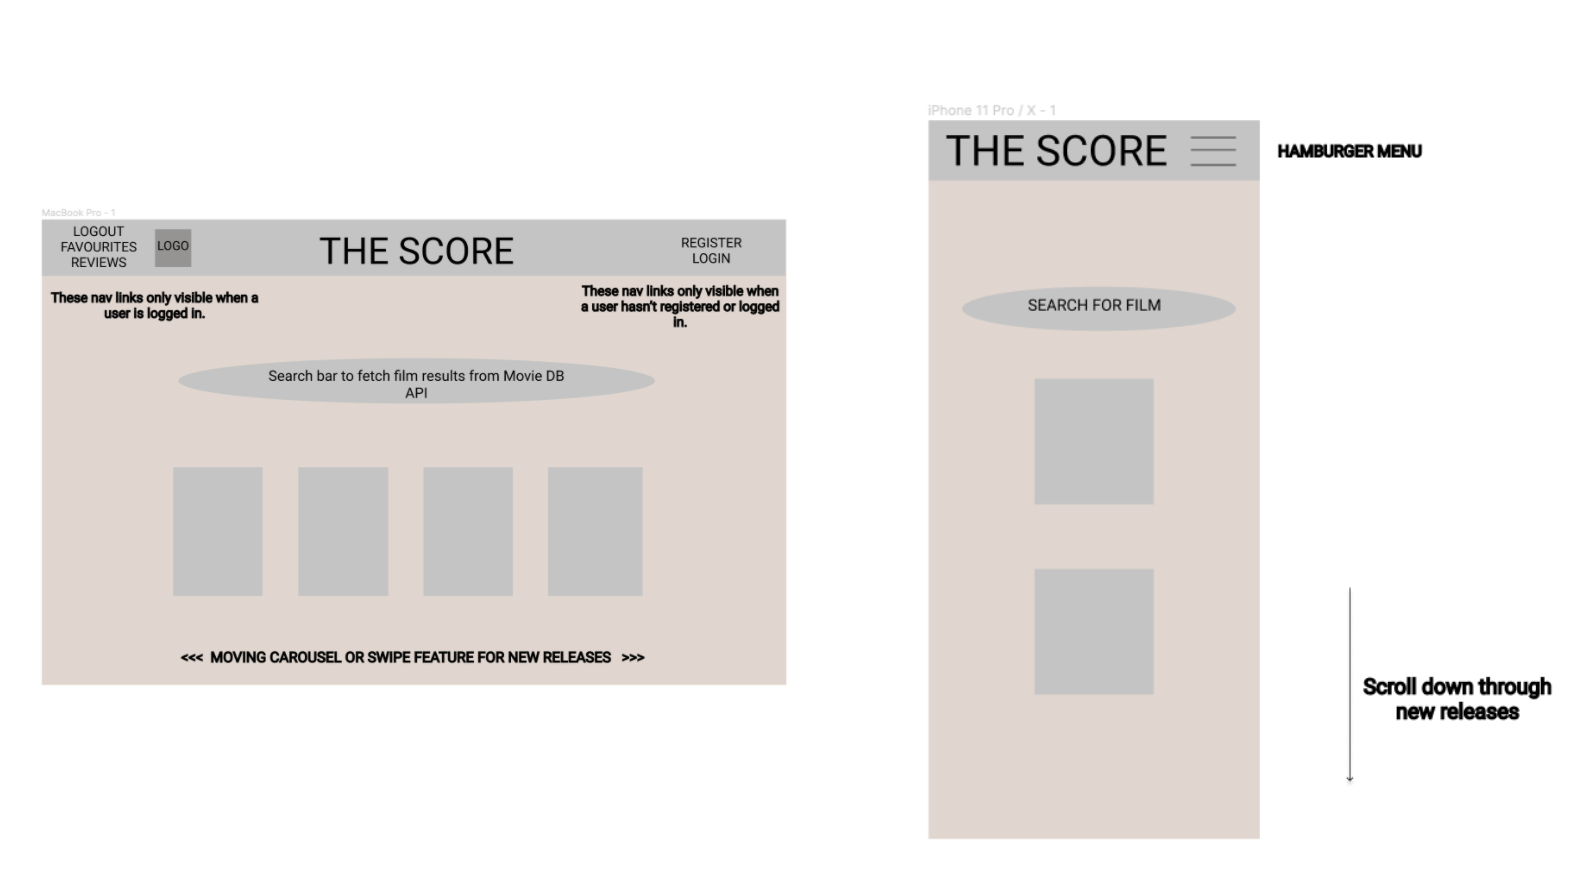 MacBook Pro - 1
LOGOUT
FAVOURITES
REVIEWS
LOGO
THE SCORE
REGISTER
LOGIN
These nav links only visible when a
user is logged in.
These nav links only visible when
a user hasn't registered or logged
in.
Search bar to fetch film results from Movie DB
API
<<< MOVING CAROUSEL OR SWIPE FEATURE FOR NEW RELEASES >>>
iPhone 11 Pro / X - 1
THE SCORE
HAMBURGER MENU
SEARCH FOR FILM
Scroll down through
new releases